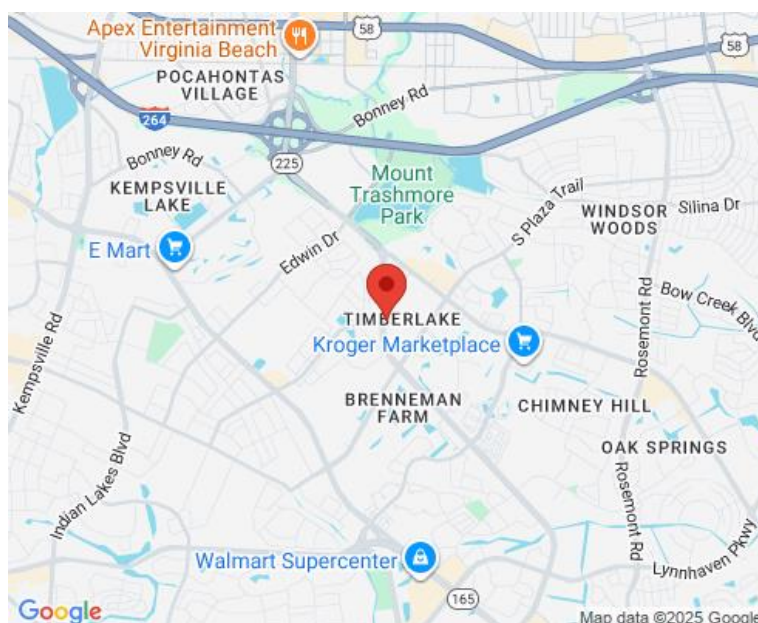 Apex Entertainment
Virginia Beach
58
58
POCAHONTAS
VILLAGE
Bonney Rd
264
225
Bonney Rd
Mount
Trashmore
Park
KEMPSVILLE
LAKE
S Plaza Trail
WINDSOR
WOODS
Silina Dr
E Mart
Edwin Dr
Bow Creek Blvd
TIMBERLAKE
Kroger Marketplace
Rosemont Rd
Kempsville Rd
BRENNEMAN
FARM
CHIMNEY HILL
OAK SPRINGS
Indian Lakes Blvd
Rosemont Rd
Walmart Supercenter
Lynnhaven Pkwy
165
Google
Map data ©2025 Google